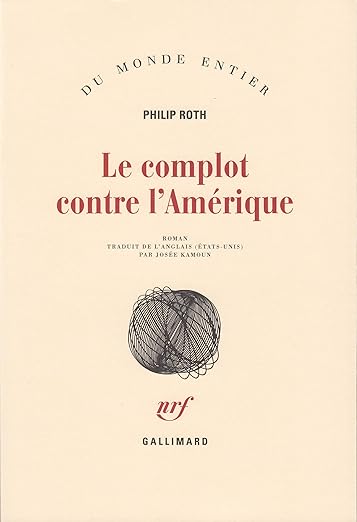 DU MONDE ENTIER
PHILIP ROTH
Le complot
contre l'Amérique
ROMAN
TRADUIT DE L'ANGLAIS (ÉTATS-UNIS)
PAR JOSÉE KAMOUN
nrf
GALLIMARD